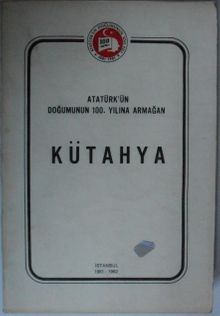 ATATÜRK'ÜN
DOĞUMUNUN 100. YILINA ARMAĞAN
KÜTAHYA
İSTANBUL
1981 - 1982